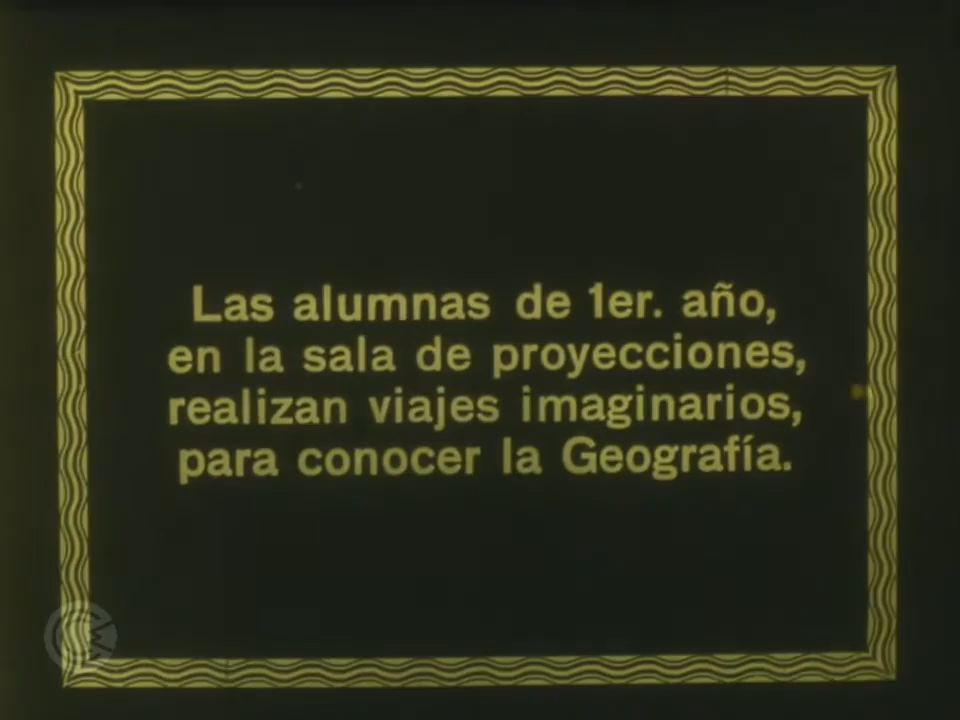 Las alumnas de 1er. año,
en la sala de proyecciones,
realizan viajes imaginarios,
para conocer la Geografía.